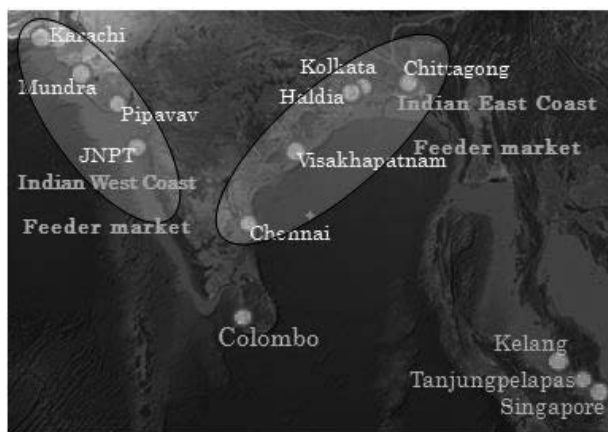 Karachi
Mundra
Pipavav
JNPT
Indian West Coast
Feeder market
Kolkata
Haldia
Chittagong
Indian East Coast
Feeder market
Visakhapatnam
Chennai
Colombo
Kelang
Tanjungpelapas
Singapore